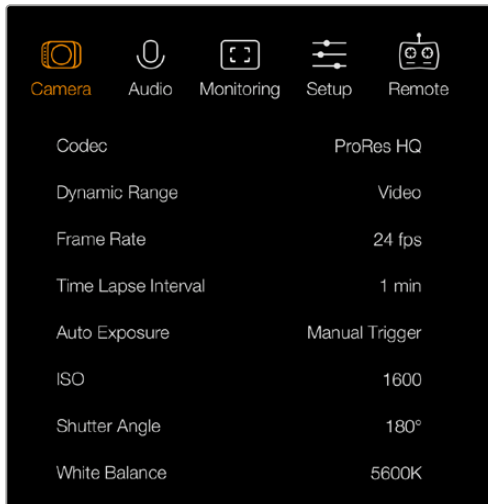 Camera Audio Monitoring Setup Remote
Codec ProRes HQ
Dynamic Range Video
Frame Rate 24 fps
Time Lapse Interval 1 min
Auto Exposure Manual Trigger
ISO 1600
Shutter Angle 180°
White Balance 5600K